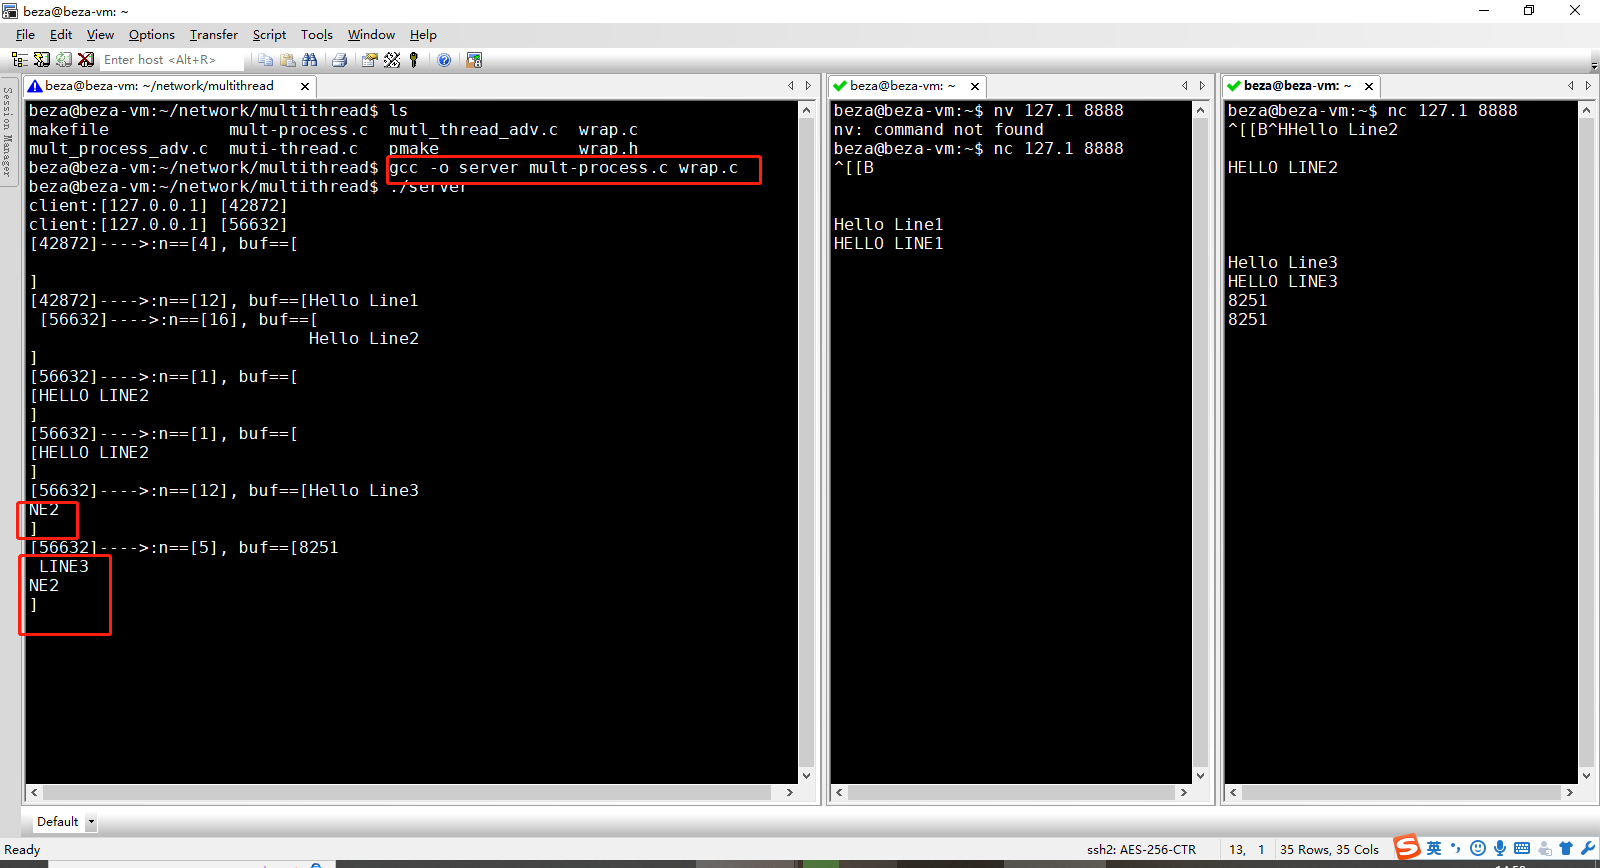 beza@beza-vm: ~
File Edit View Options Transfer Script Tools Window Help
Enter host <Alt+R>
Session Manager
beza@beza-vm: ~/network/multithread
beza@beza-vm:~/network/multithread$ ls
makefile mult-process.c mutl_thread_adv.c wrap.c
mult_process_adv.c muti-thread.c pmake wrap.h
beza@beza-vm:~/network/multithread$ gcc -o server mult-process.c wrap.c
beza@beza-vm:~/network/multithread$ ./server
client:[127.0.0.1] [42872]
client:[127.0.0.1] [56632]
[42872]---->:n==[4], buf==[
]
[42872]---->:n==[12], buf==[Hello Line1
[56632]---->:n==[16], buf==[
Hello Line2
]
[56632]---->:n==[1], buf==[
[HELLO LINE2
]
[56632]---->:n==[1], buf==[
[HELLO LINE2
]
[56632]---->:n==[12], buf==[Hello Line3
NE2
]
[56632]---->:n==[5], buf==[8251
LINE3
NE2
]
beza@beza-vm: ~
beza@beza-vm:~$ nv 127.1 8888
nv: command not found
beza@beza-vm:~$ nc 127.1 8888
^[[B
Hello Line1
HELLO LINE1
beza@beza-vm: ~
beza@beza-vm:~$ nc 127.1 8888
^[[B^HHello Line2
HELLO LINE2
Hello Line3
HELLO LINE3
8251
8251
Default
Ready
ssh2: AES-256-CTR 13, 1 35 Rows, 35 Cols
英